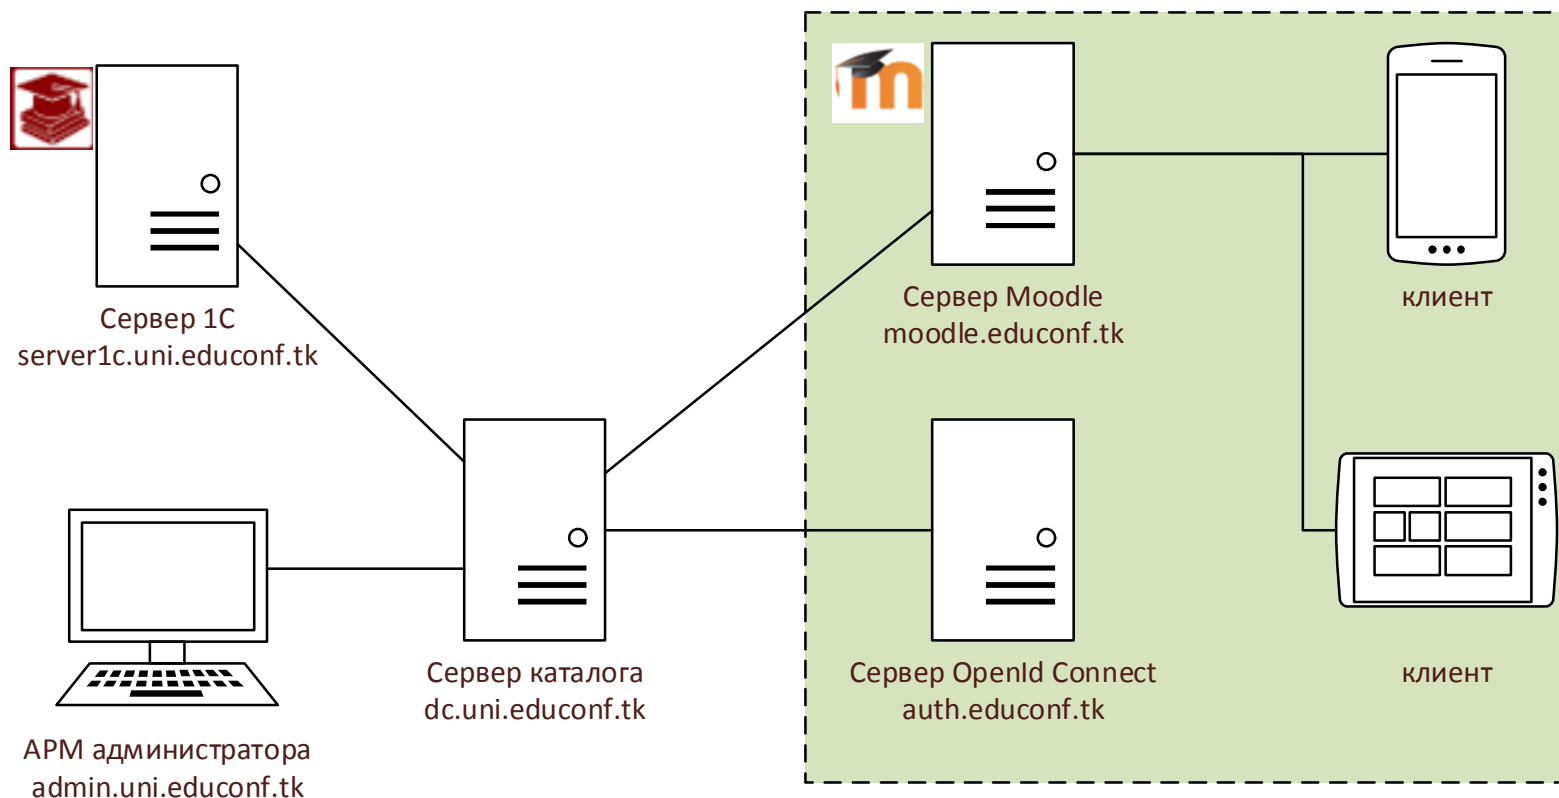 m
Сервер 1С
server1c.uni.educonf.tk
Сервер Moodle
moodle.educonf.tk
клиент
АРМ администратора
admin.uni.educonf.tk
Сервер каталога
dc.uni.educonf.tk
Сервер OpenId Connect
auth.educonf.tk
клиент